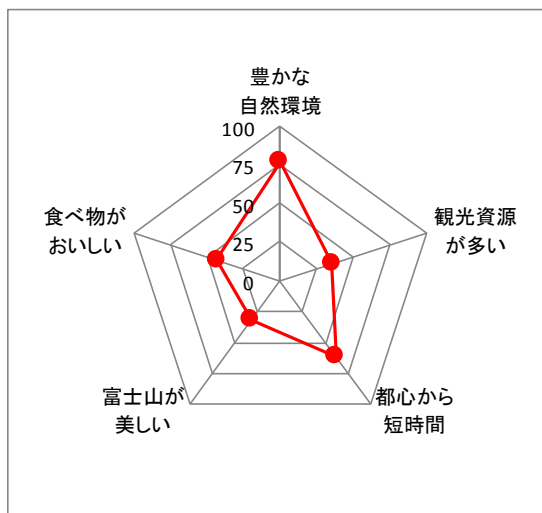 豊かな
自然環境
100
75
50
25
0
観光資源
が多い
都心から
短時間
富士山が
美しい
食べ物が
おいしい